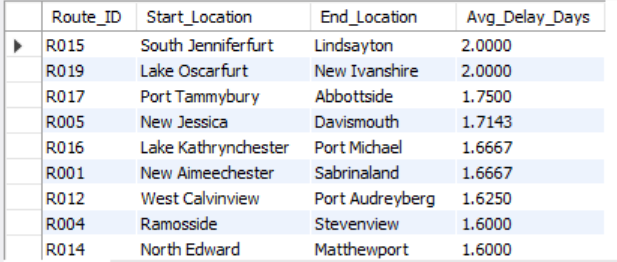 Route_ID Start_Location End_Location Avg_Delay_Days
R015 South Jenniferfurt Lindsayton 2.0000
R019 Lake Oscarfurt New Ivanshire 2.0000
R017 Port Tammybury Abbottside 1.7500
R005 New Jessica Davismouth 1.7143
R016 Lake Kathrynchester Port Michael 1.6667
R001 New Aimeechester Sabrinaland 1.6667
R012 West Calvinview Port Audreyberg 1.6250
R004 Ramosside Stevenview 1.6000
R014 North Edward Matthewport 1.6000